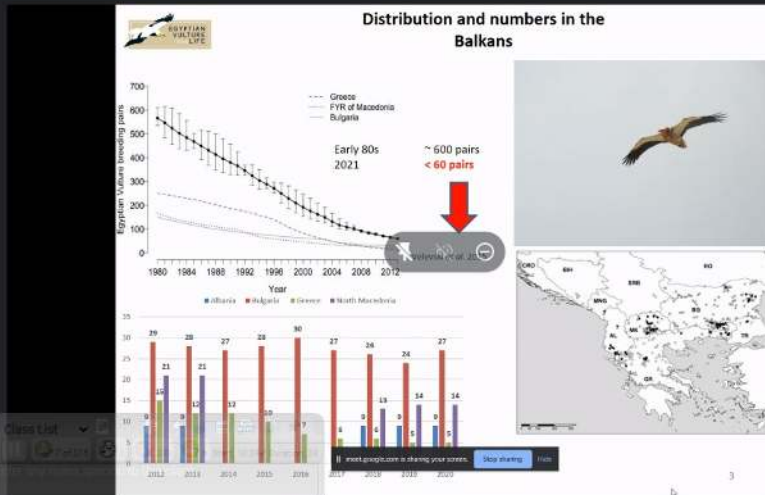 EGYPTIAN
VULTURE
LIFE
Distribution and numbers in the
Balkans
700
600
500
400
300
200
100
0
Egyptian Vulture breeding pairs
Greece
FYR of Macedonia
Bulgaria
Early 80s ~ 600 pairs
2021 < 60 pairs
1980 1984 1988 1992 1996 2000 2004 2008 2012
Year
Albania Bulgaria Greece North Macedonia
35
30
25
20
15
10
5
0
9 29 15 21
9 28 12 21
27 12
28 10
30 7
27 6
9 26 6 13
9 24 5 14
9 27 5 14
2012 2013 2014 2015 2016 2017 2018 2019 2020
BIH
SRB
RO
MNG
BG
AL
MK
TR
GR
Class List
meet.google.com is sharing your screen. Stop sharing Hide
3